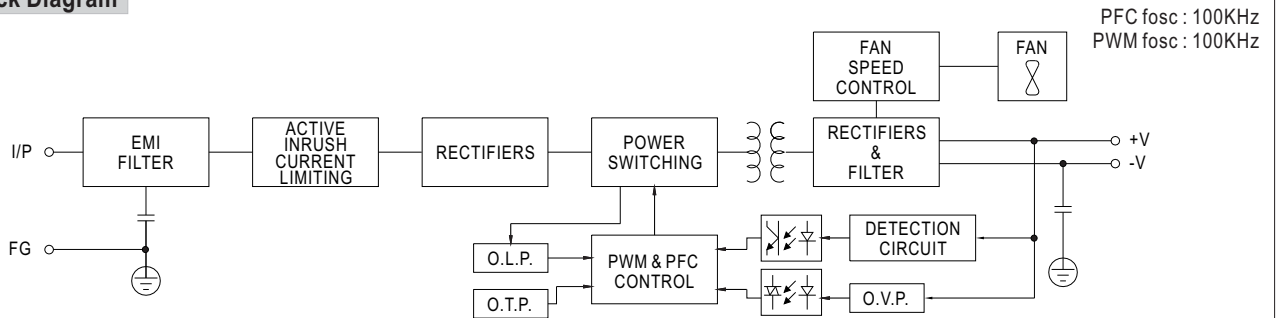 Diagram
PFC fosc : 100KHz
PWM fosc : 100KHz
FAN
SPEED
CONTROL
FAN
I/P
EMI
FILTER
ACTIVE
INRUSH
CURRENT
LIMITING
RECTIFIERS
POWER
SWITCHING
RECTIFIERS
&
FILTER
+V
-V
FG
O.L.P.
PWM & PFC
CONTROL
DETECTION
CIRCUIT
O.T.P.
O.V.P.